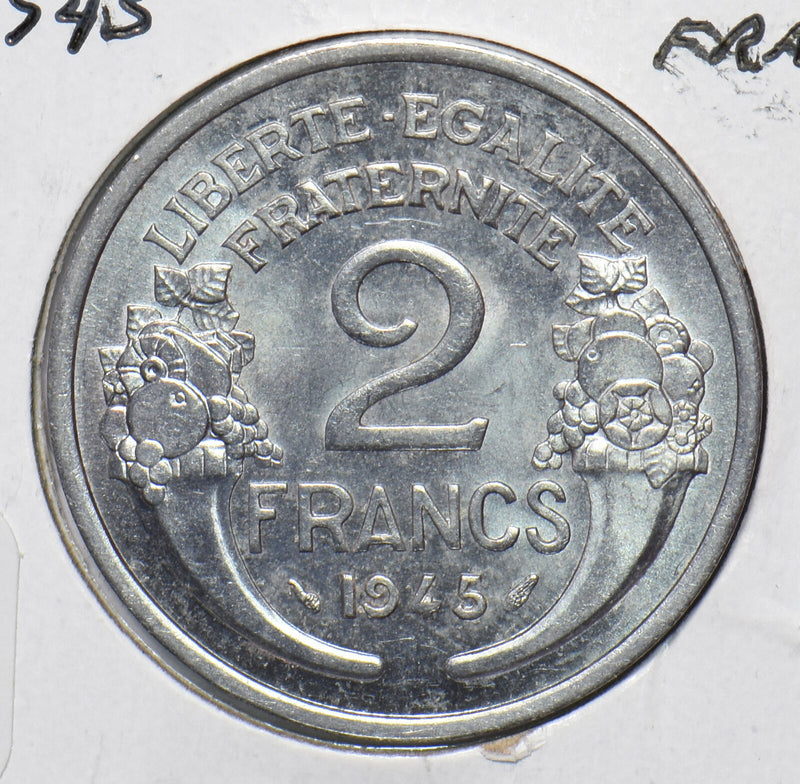 LIBERTE · EGALITE
FRATERNITE
2
FRANCS
1945